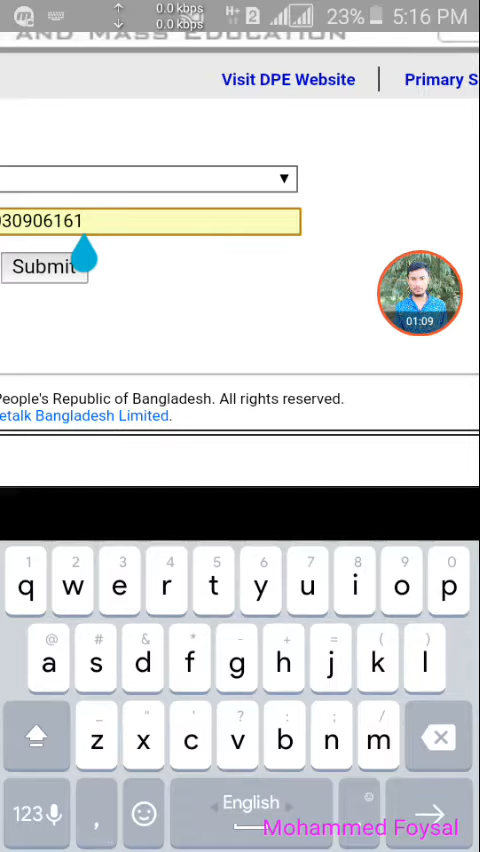 0.0 kbps
0.0 kbps
H+ 2 23% 5:16 PM
AND MASS EDUCATION
Visit DPE Website | Primary S
030906161
Submit
01:09
People's Republic of Bangladesh. All rights reserved.
etalk Bangladesh Limited.
1 2 3 4 5 6 7 8 9 0
q w e r t y u i o p
@ # & * - + = ( )
a s d f g h j k l
_ " ' ? : ; /
z x c v b n m
123 , English .
Mohammed Foysal